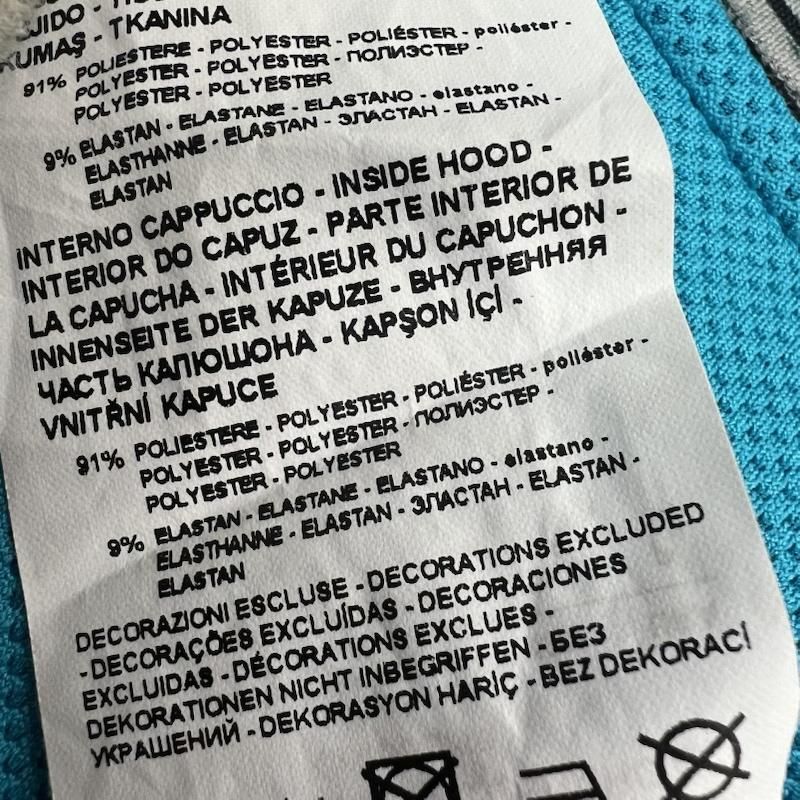 KUMAŞ - TKANINA
91% POLIESTERE - POLYESTER - POLIÉSTER - poliéster -
POLYESTER - POLYESTER - ПОЛИЭСТЕР -
POLYESTER - POLYESTER
9% ELASTAN - ELASTANE - ELASTANO - elastano -
ELASTHANNE - ELASTAN - ЭЛАСТАН - ELASTAN -
ELASTAN
INTERNO CAPPUCCIO - INSIDE HOOD -
INTERIOR DO CAPUZ - PARTE INTERIOR DE
LA CAPUCHA - INTÉRIEUR DU CAPUCHON -
INNENSEITE DER KAPUZE - ВНУТРЕННЯЯ
ЧАСТЬ КАПЮШОНА - KAPŞON İÇİ -
VNITŘNÍ KAPUCE
91% POLIESTERE - POLYESTER - POLIÉSTER - poliéster -
POLYESTER - POLYESTER - ПОЛИЭСТЕР -
POLYESTER - POLYESTER
9% ELASTAN - ELASTANE - ELASTANO - elastano -
ELASTHANNE - ELASTAN - ЭЛАСТАН - ELASTAN -
ELASTAN
DECORAZIONI ESCLUSE - DECORATIONS EXCLUDED
- DECORAÇÕES EXCLUÍDAS - DECORACIONES
EXCLUIDAS - DÉCORATIONS EXCLUES -
DEKORATIONEN NICHT INBEGRIFFEN - БЕЗ
УКРАШЕНИЙ - DEKORASYON HARİÇ - BEZ DEKORACÍ